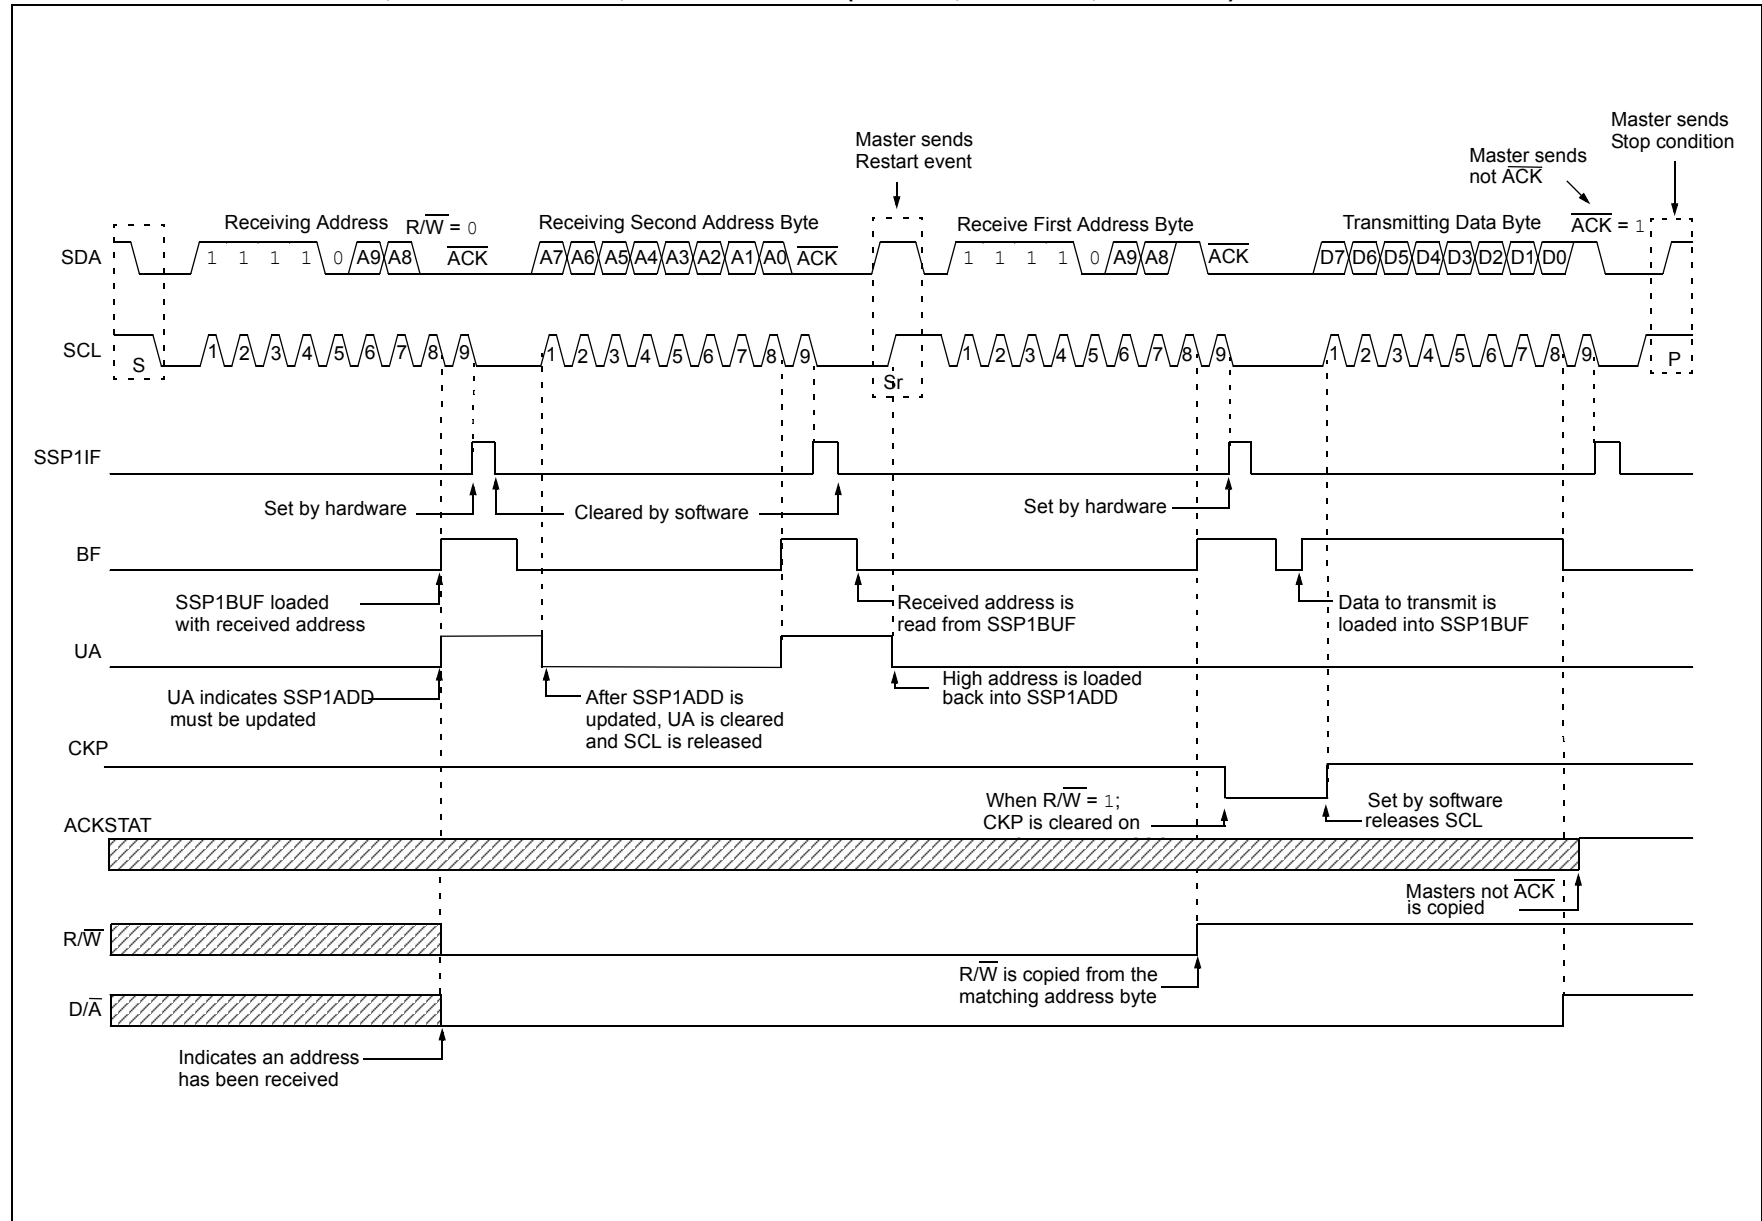 Master sends
Restart event
Master sends
not ACK
Master sends
Stop condition
Receiving Address
R/W = 0
Receiving Second Address Byte
Receive First Address Byte
Transmitting Data Byte
ACK = 1
SDA
1 1 1 1 0 A9 A8 ACK A7 A6 A5 A4 A3 A2 A1 A0 ACK 1 1 1 1 0 A9 A8 ACK D7 D6 D5 D4 D3 D2 D1 D0
SCL
S 1 2 3 4 5 6 7 8 9 1 2 3 4 5 6 7 8 9 Sr 1 2 3 4 5 6 7 8 9 1 2 3 4 5 6 7 8 9 P
SSP1IF
Set by hardware
Cleared by software
Set by hardware
BF
SSP1BUF loaded
with received address
Received address is
read from SSP1BUF
Data to transmit is
loaded into SSP1BUF
UA
UA indicates SSP1ADD
must be updated
After SSP1ADD is
updated, UA is cleared
and SCL is released
High address is loaded
back into SSP1ADD
CKP
When R/W = 1;
CKP is cleared on
Set by software
releases SCL
ACKSTAT
Masters not ACK
is copied
R/W
R/W is copied from the
matching address byte
D/A
Indicates an address
has been received